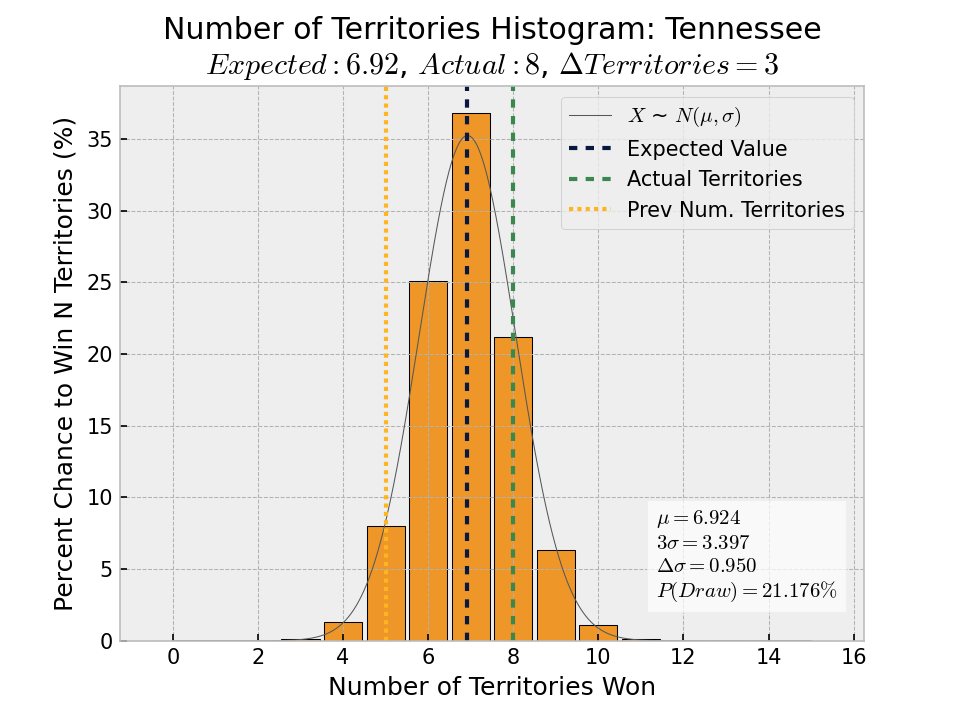 Number of Territories Histogram: Tennessee
Expected: 6.92, Actual: 8, ΔTerritories = 3
Percent Chance to Win N Territories (%)
35
30
25
20
15
10
5
0
X ~ N(μ, σ)
Expected Value
Actual Territories
Prev Num. Territories
μ = 6.924
3σ = 3.397
Δσ = 0.950
P(Draw) = 21.176%
0 2 4 6 8 10 12 14 16
Number of Territories Won